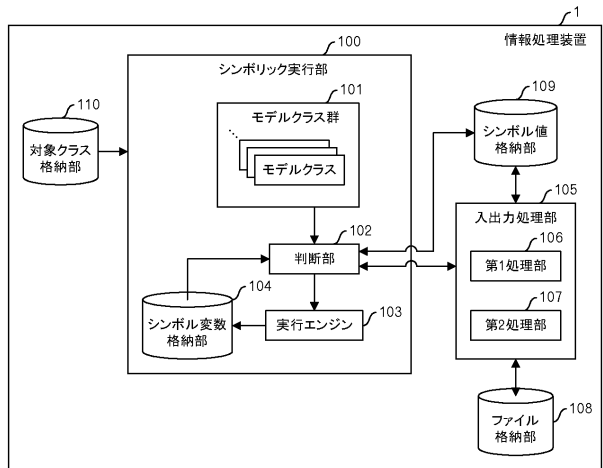 1
情報処理装置
100
シンボリック実行部
101
モデルクラス群
モデルクラス
110
対象クラス
格納部
102
判断部
103
実行エンジン
104
シンボル変数
格納部
109
シンボル値
格納部
105
入出力処理部
106
第1処理部
107
第2処理部
108
ファイル
格納部